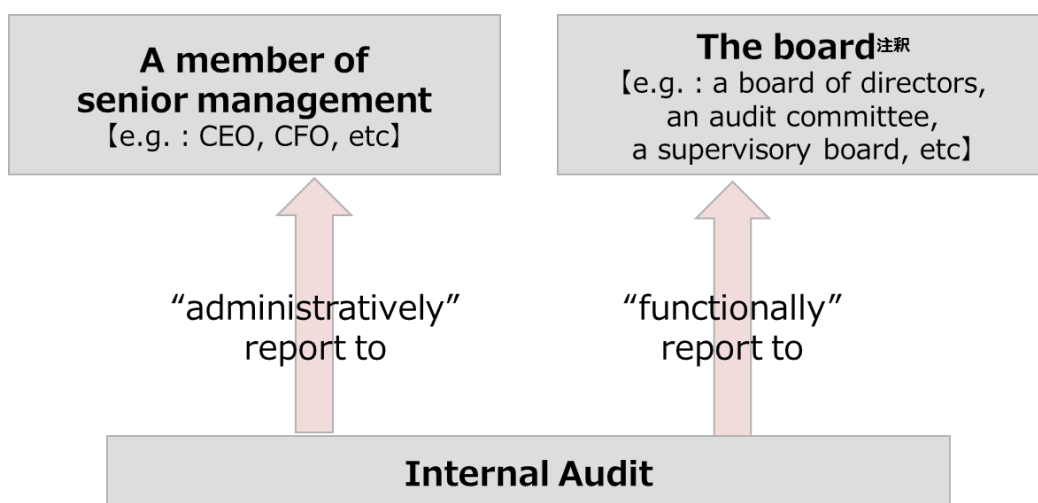 A member of
senior management
【e.g. : CEO, CFO, etc】
The board注釈
【e.g. : a board of directors,
an audit committee,
a supervisory board, etc】
“administratively”
report to
“functionally”
report to
Internal Audit